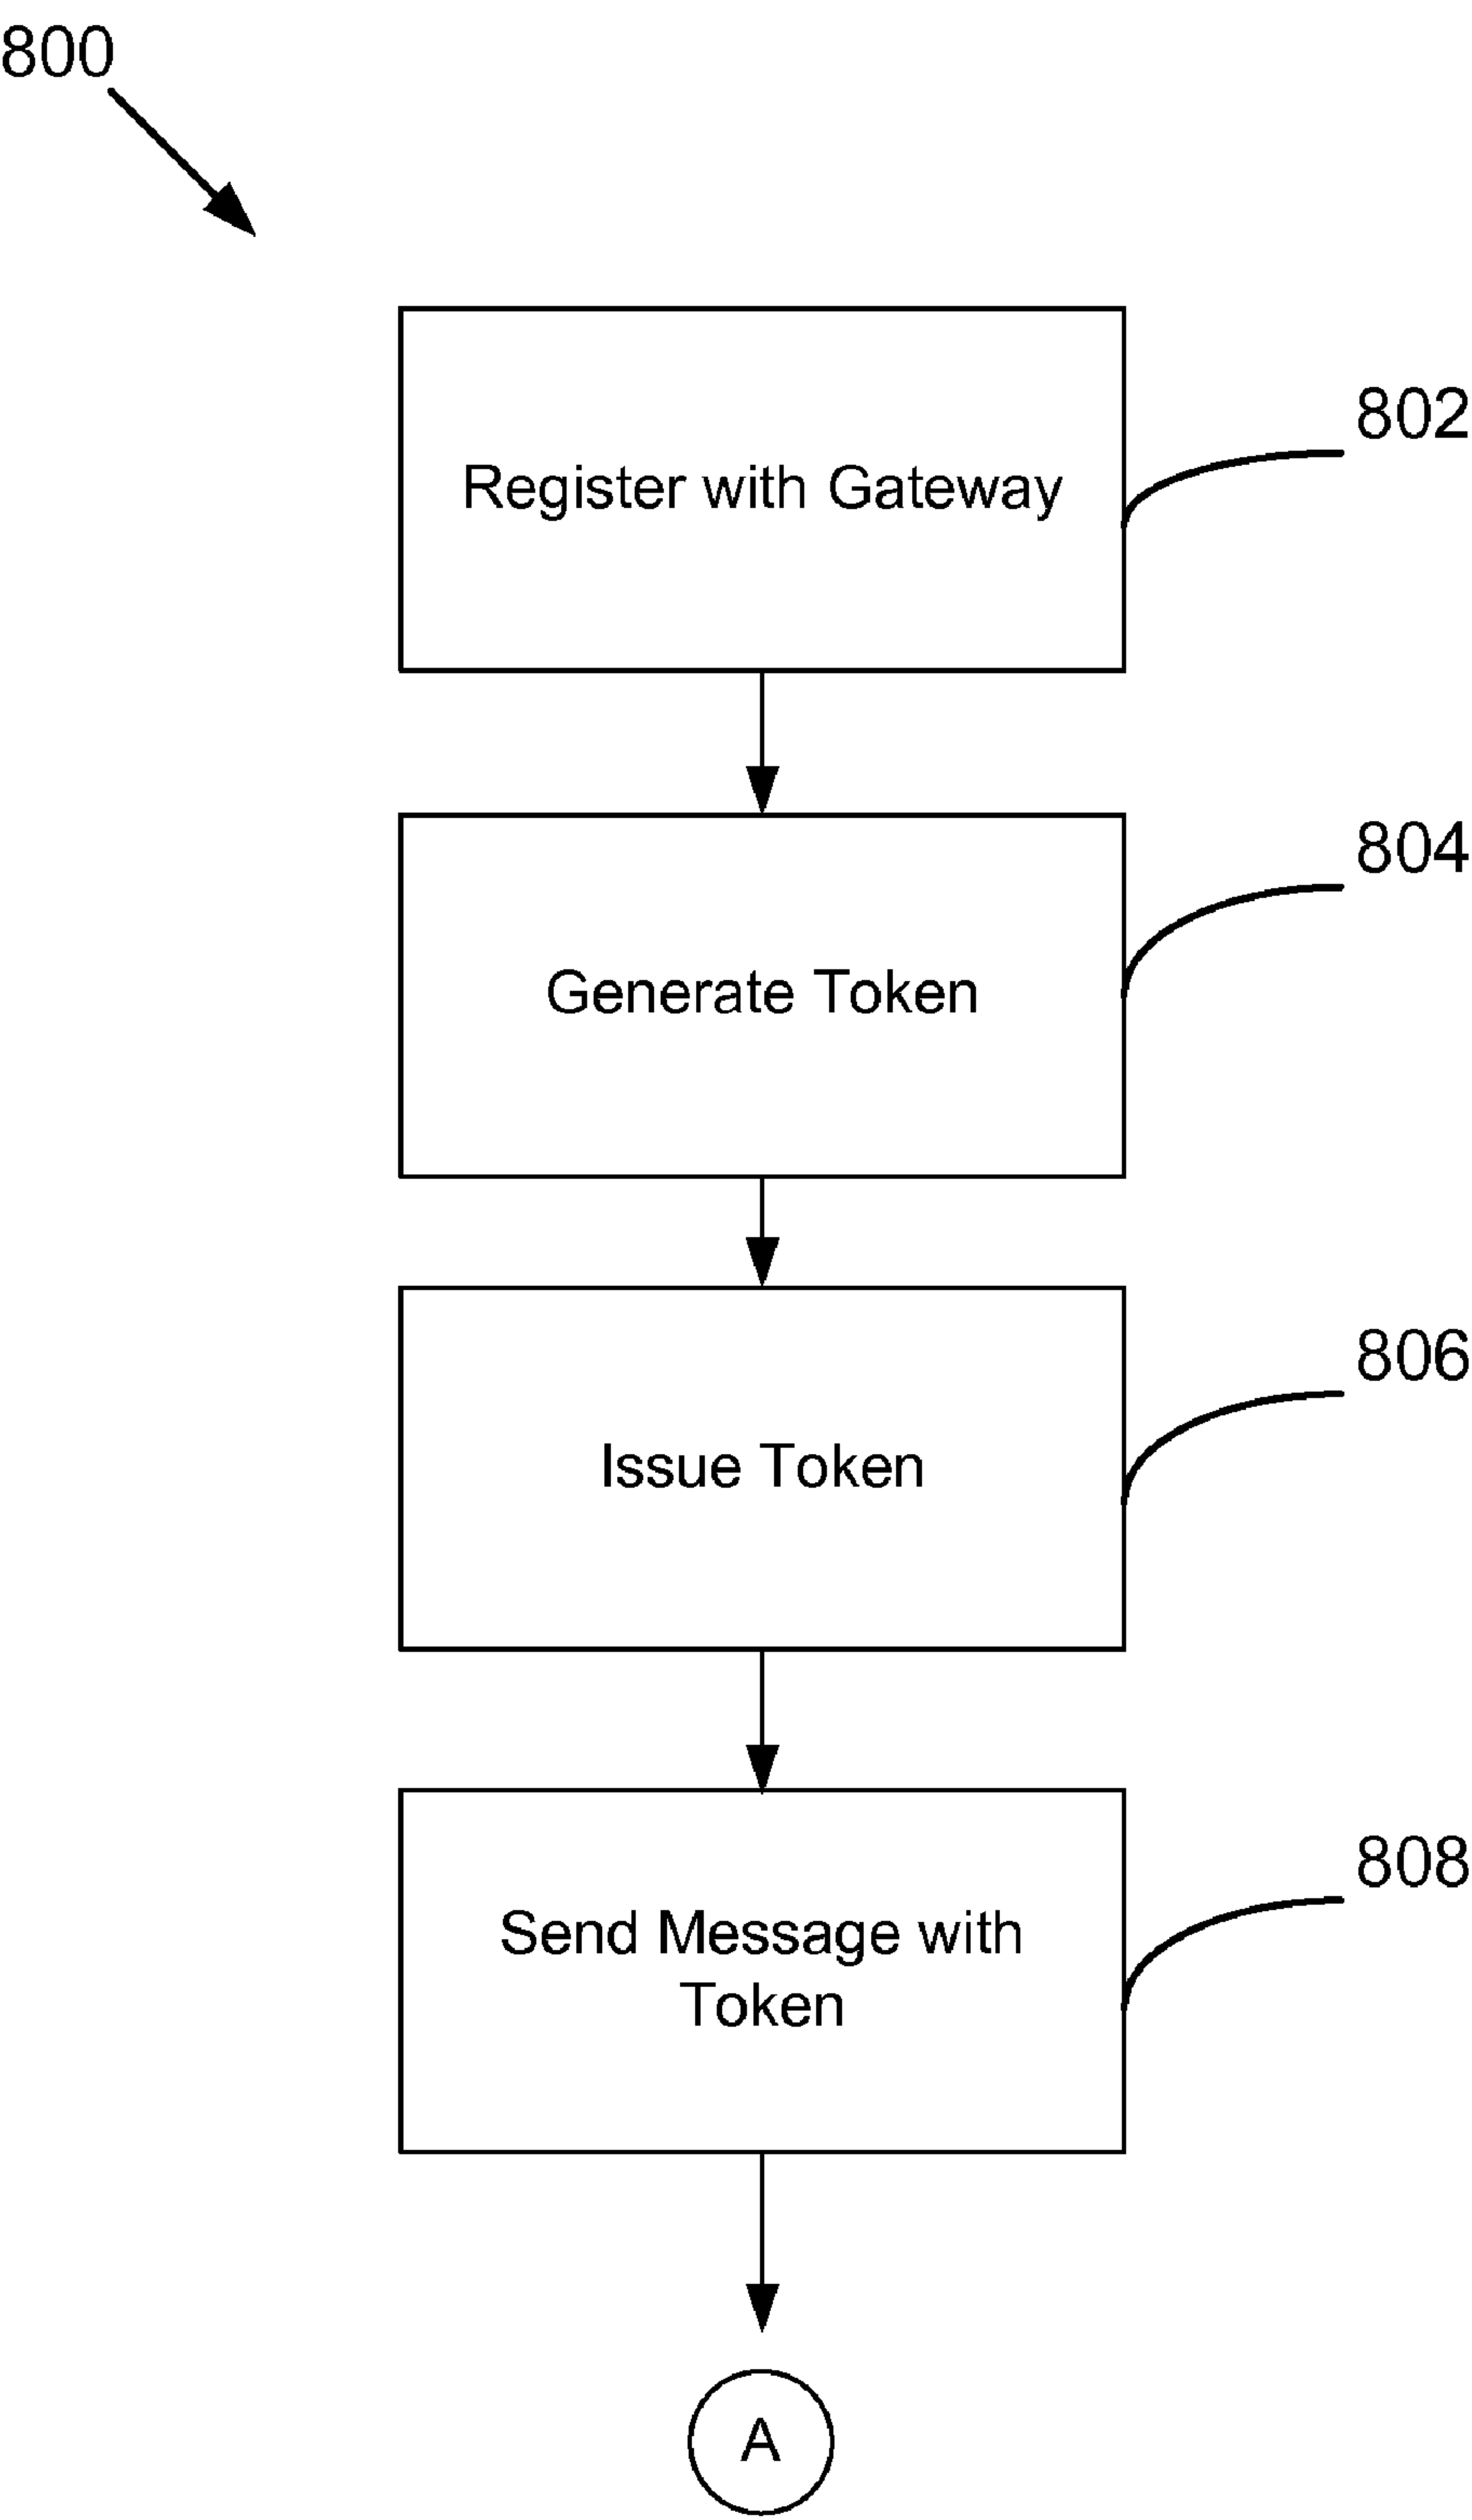 800
802
Register with Gateway
804
Generate Token
806
Issue Token
808
Send Message with
Token
A